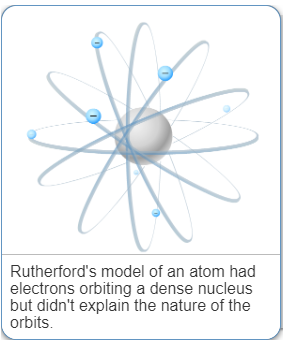 Rutherford's model of an atom had
electrons orbiting a dense nucleus
but didn't explain the nature of the
orbits.